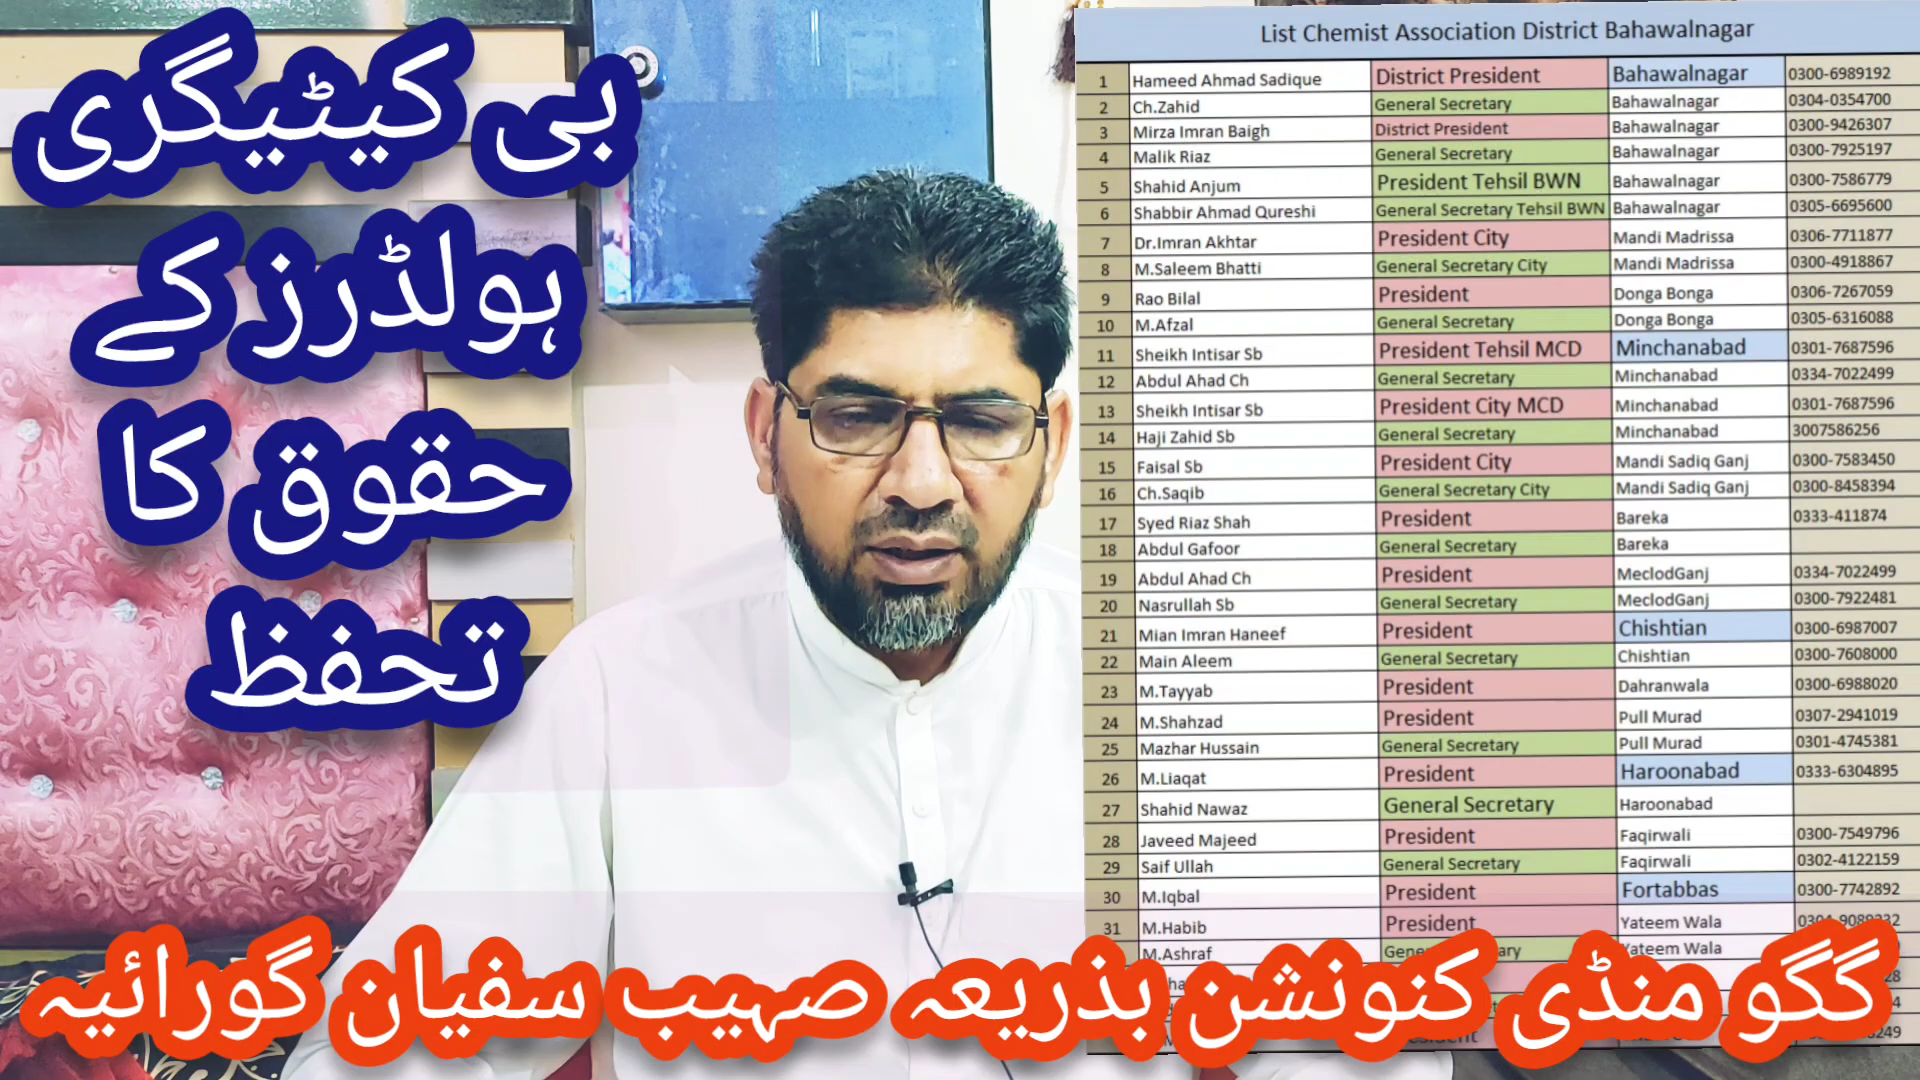 بی کیٹیگری
ہولڈرز کے
حقوق کا
تحفظ
List Chemist Association District Bahawalnagar
1 Hameed Ahmad Sadique District President Bahawalnagar 0300-6989192
2 Ch.Zahid General Secretary Bahawalnagar 0304-0354700
3 Mirza Imran Baigh District President Bahawalnagar 0300-9426307
4 Malik Riaz General Secretary Bahawalnagar 0300-7925197
5 Shahid Anjum President Tehsil BWN Bahawalnagar 0300-7586779
6 Shabbir Ahmad Qureshi General Secretary Tehsil BWN Bahawalnagar 0305-6695600
7 Dr.Imran Akhtar President City Mandi Madrissa 0306-7711877
8 M.Saleem Bhatti General Secretary City Mandi Madrissa 0300-4918867
9 Rao Bilal President Donga Bonga 0306-7267059
10 M.Afzal General Secretary Donga Bonga 0305-6316088
11 Sheikh Intisar Sb President Tehsil MCD Minchanabad 0301-7687596
12 Abdul Ahad Ch General Secretary Minchanabad 0334-7022499
13 Sheikh Intisar Sb President City MCD Minchanabad 0301-7687596
14 Haji Zahid Sb General Secretary Minchanabad 3007586256
15 Faisal Sb President City Mandi Sadiq Ganj 0300-7583450
16 Ch.Saqib General Secretary City Mandi Sadiq Ganj 0300-8458394
17 Syed Riaz Shah President Bareka 0333-411874
18 Abdul Gafoor General Secretary Bareka
19 Abdul Ahad Ch President MeclodGanj 0334-7022499
20 Nasrullah Sb General Secretary MeclodGanj 0300-7922481
21 Mian Imran Haneef President Chishtian 0300-6987007
22 Main Aleem General Secretary Chishtian 0300-7608000
23 M.Tayyab President Dahranwala 0300-6988020
24 M.Shahzad President Pull Murad 0307-2941019
25 Mazhar Hussain General Secretary Pull Murad 0301-4745381
26 M.Liaqat President Haroonabad 0333-6304895
27 Shahid Nawaz General Secretary Haroonabad
28 Javeed Majeed President Faqirwali 0300-7549796
29 Saif Ullah General Secretary Faqirwali 0302-4122159
30 M.Iqbal President Fortabbas 0300-7742892
31 M.Habib President Yateem Wala
M.Ashraf Yateem Wala
گگو منڈی کنونشن بذریعہ صہیب سفیان گورائیہ